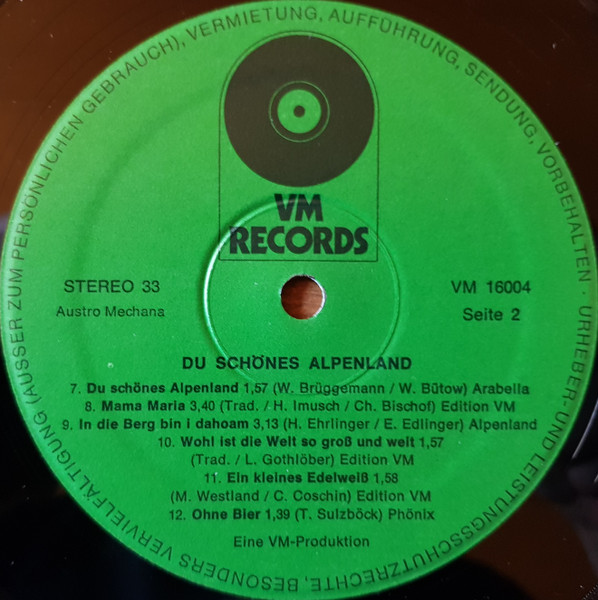 URHEBER- UND LEISTUNGSSCHUTZRECHTE, BESONDERS VERVIELFÄLTIGUNG (AUSSER ZUM PERSÖNLICHEN GEBRAUCH), VERMIETUNG, AUFFÜHRUNG, SENDUNG, VORBEHALTEN ·
VM
RECORDS
STEREO 33
Austro Mechana
VM 16004
Seite 2
DU SCHÖNES ALPENLAND
7. Du schönes Alpenland 1,57 (W. Brüggemann / W. Bütow) Arabella
8. Mama Maria 3,40 (Trad. / H. Imusch / Ch. Bischof) Edition VM
9. In die Berg bin i dahoam 3,13 (H. Ehrlinger / E. Edlinger) Alpenland
10. Wohl ist die Welt so groß und weit 1,57
(Trad. / L. Gothlöber) Edition VM
11. Ein kleines Edelweiß 1,58
(M. Westland / C. Coschin) Edition VM
12. Ohne Bier 1,39 (T. Sulzböck) Phönix
Eine VM-Produktion